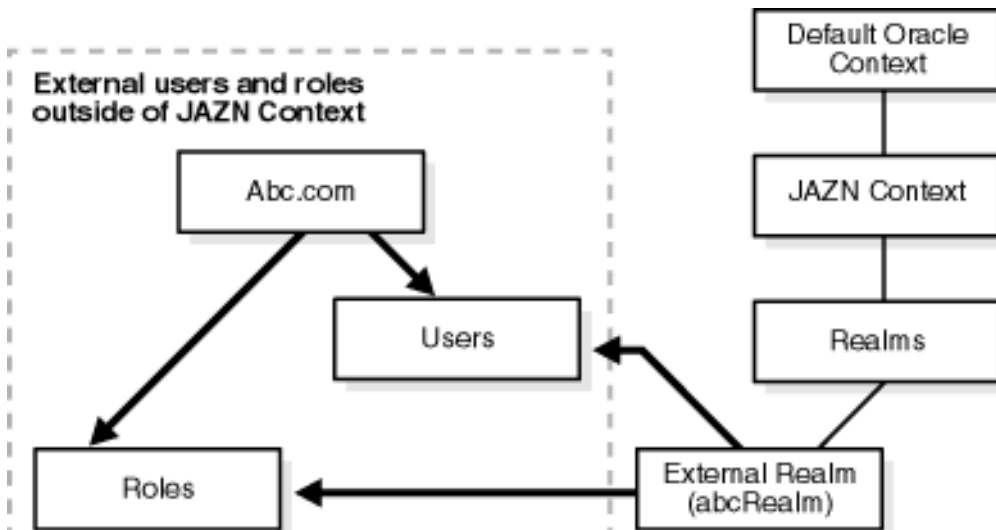 Default Oracle
Context
External users and roles
outside of JAZN Context
Abc.com
JAZN Context
Users
Realms
Roles
External Realm
(abcRealm)